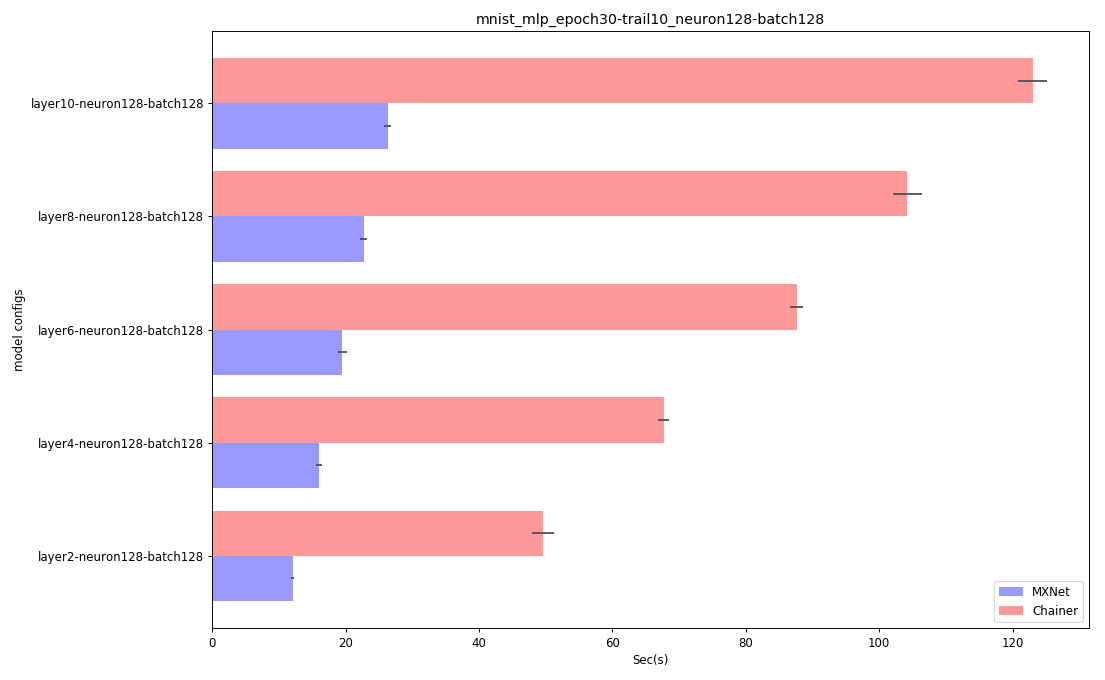 mnist_mlp_epoch30-trail10_neuron128-batch128
model configs
layer10-neuron128-batch128
layer8-neuron128-batch128
layer6-neuron128-batch128
layer4-neuron128-batch128
layer2-neuron128-batch128
MXNet
Chainer
0 20 40 60 80 100 120
Sec(s)